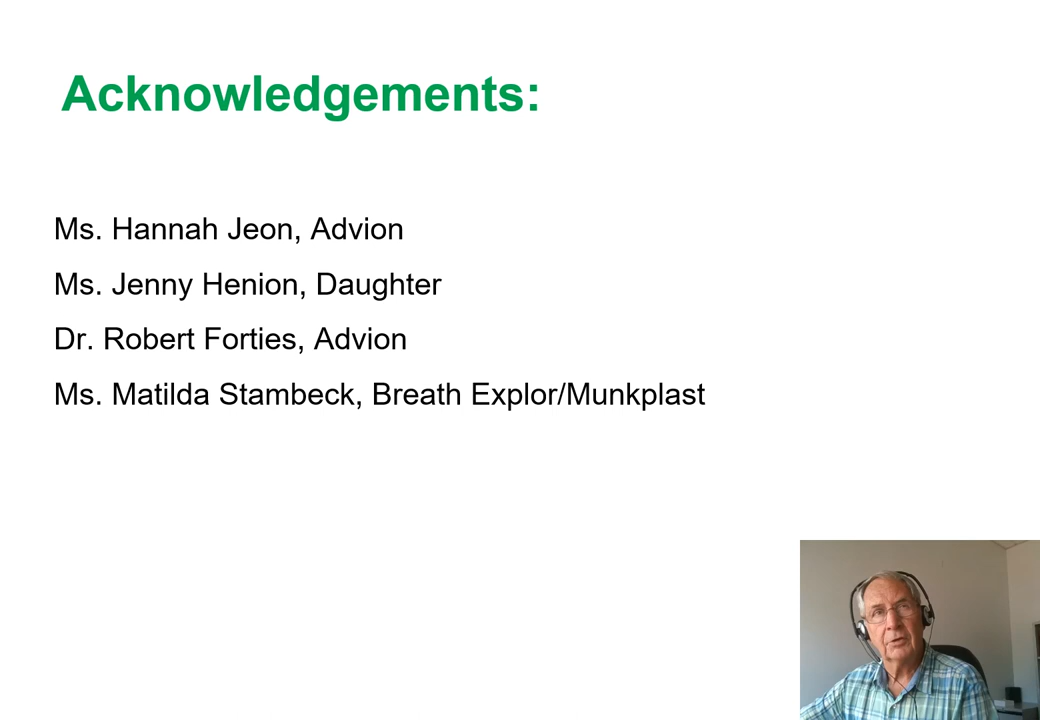 Acknowledgements:
Ms. Hannah Jeon, Advion
Ms. Jenny Henion, Daughter
Dr. Robert Forties, Advion
Ms. Matilda Stambeck, Breath Explor/Munkplast